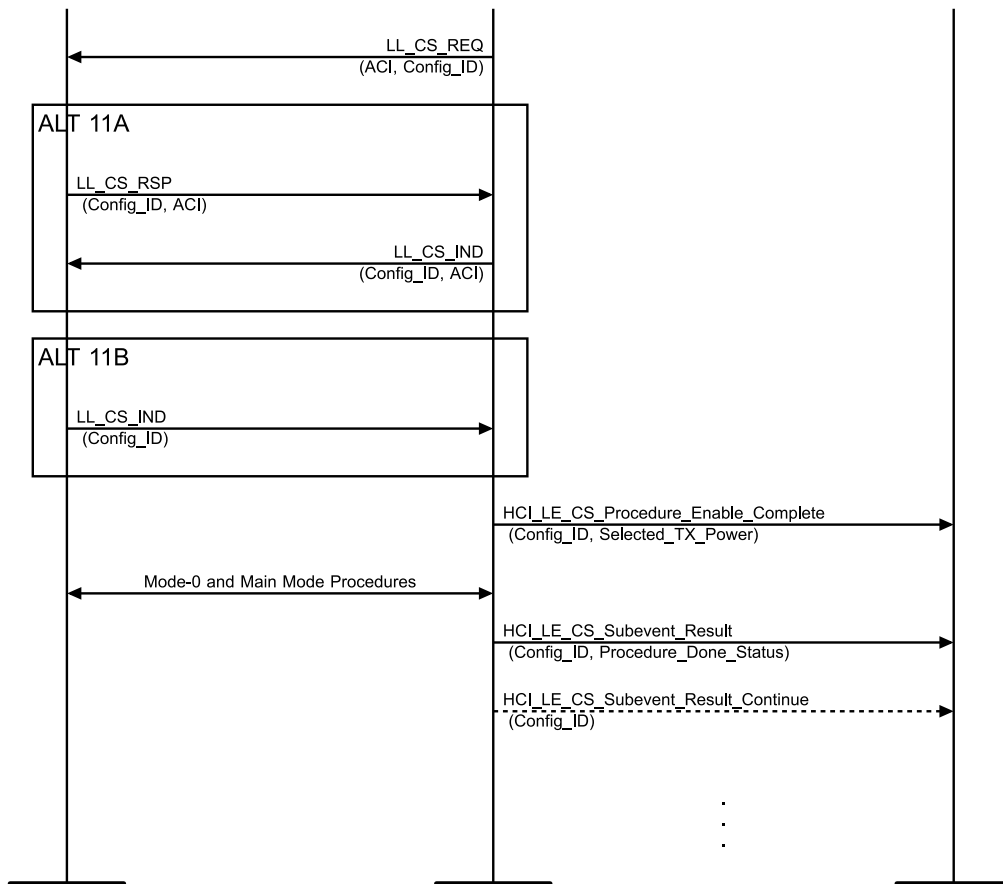 LL_CS_REQ
(ACI, Config_ID)
ALT 11A
LL_CS_RSP
(Config_ID, ACI)
LL_CS_IND
(Config_ID, ACI)
ALT 11B
LL_CS_IND
(Config_ID)
HCI_LE_CS_Procedure_Enable_Complete
(Config_ID, Selected_TX_Power)
Mode-0 and Main Mode Procedures
HCI_LE_CS_Subevent_Result
(Config_ID, Procedure_Done_Status)
HCI_LE_CS_Subevent_Result_Continue
(Config_ID)
.
.
.